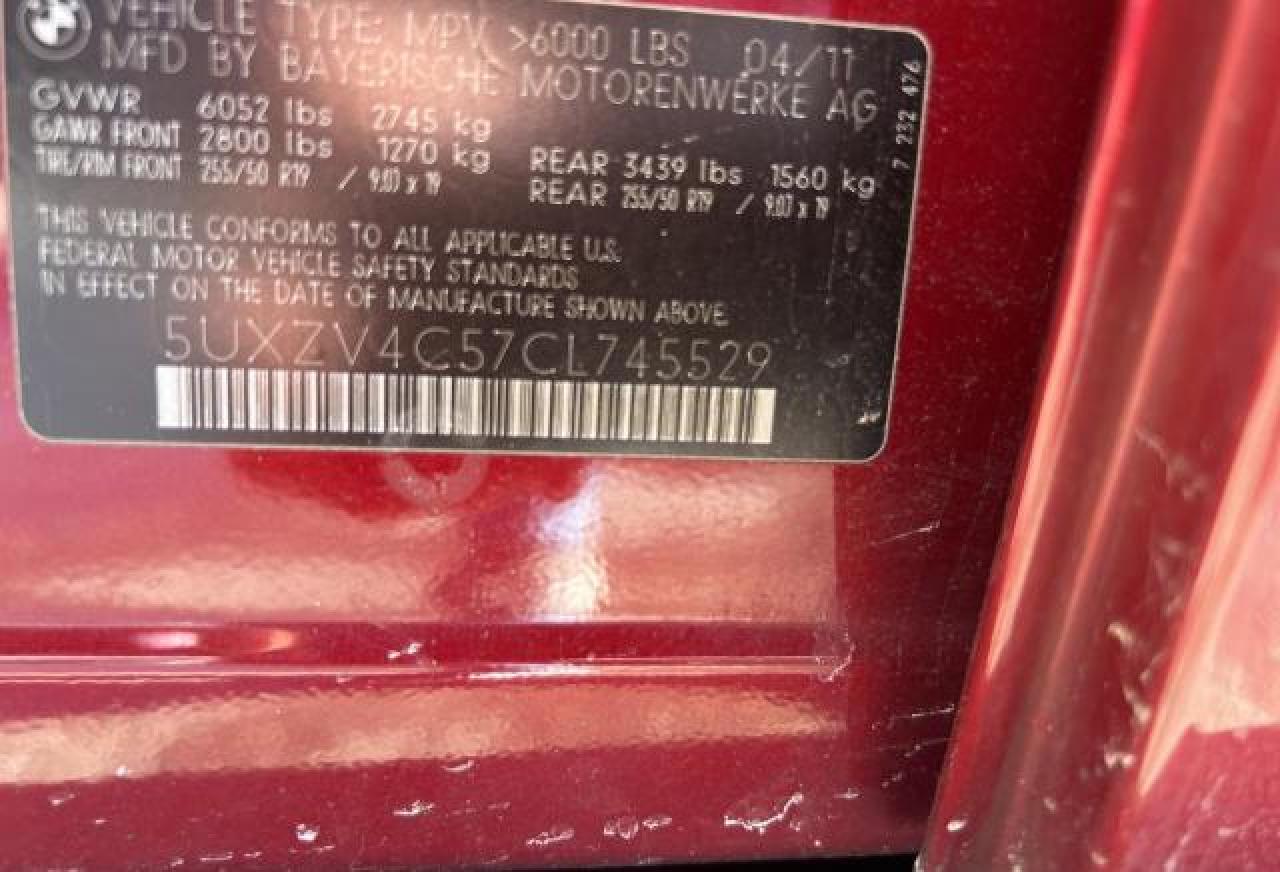 VEHICLE TYPE: MPV >6000 LBS 04/11
MFD BY BAYERISCHE MOTORENWERKE AG
GVWR 6052 lbs 2745 kg
GAWR FRONT 2800 lbs 1270 kg REAR 3439 lbs 1560 kg
TIRE/RIM FRONT 255/50 R19 / 9.0J x 19 REAR 255/50 R19 / 9.0J x 19
THIS VEHICLE CONFORMS TO ALL APPLICABLE U.S.
FEDERAL MOTOR VEHICLE SAFETY STANDARDS
IN EFFECT ON THE DATE OF MANUFACTURE SHOWN ABOVE.
5UXZV4C57CL745529
7 232 476